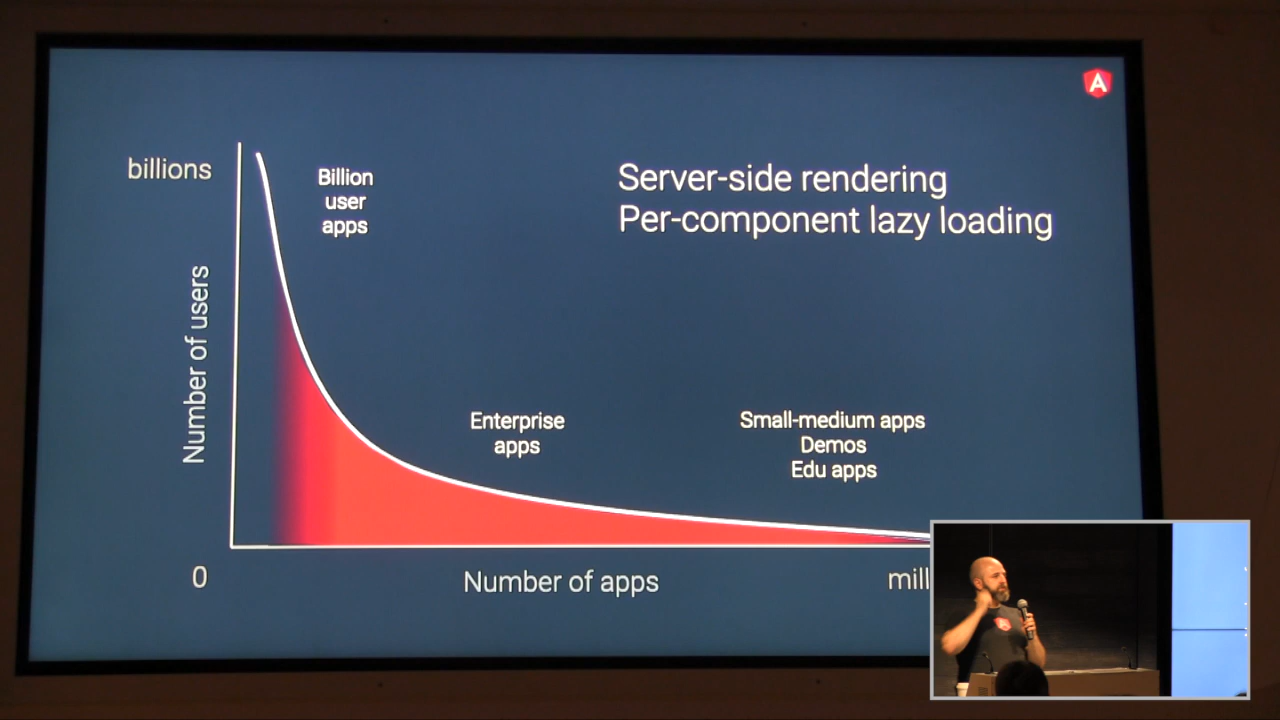 billions
Billion
user
apps
Server-side rendering
Per-component lazy loading
Number of users
Enterprise
apps
Small-medium apps
Demos
Edu apps
0
Number of apps
A